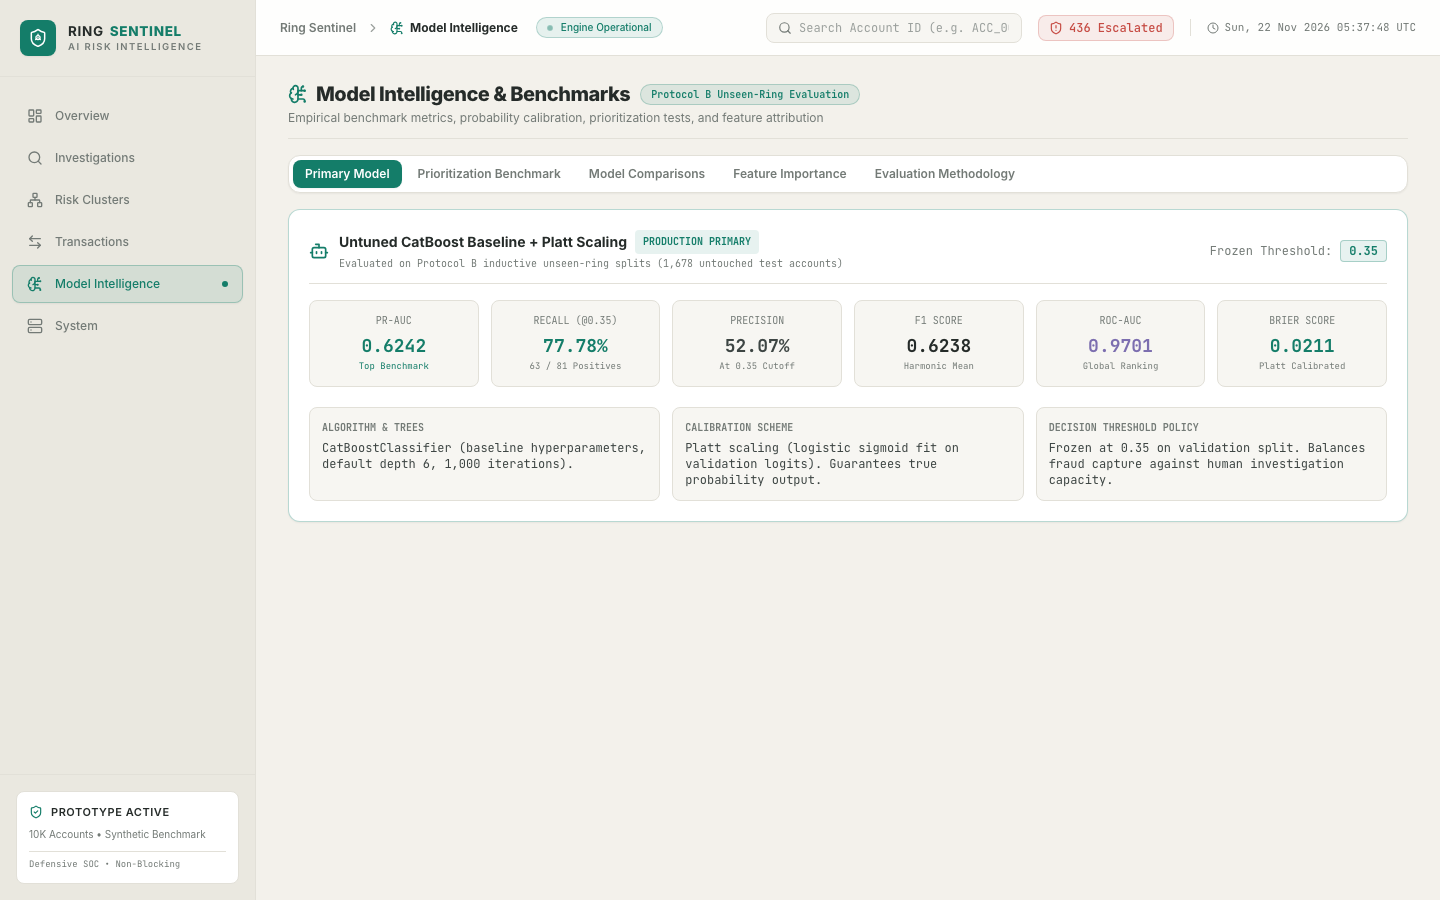 RING SENTINEL
AI RISK INTELLIGENCE
Overview
Investigations
Risk Clusters
Transactions
Model Intelligence
System
PROTOTYPE ACTIVE
10K Accounts • Synthetic Benchmark
Defensive SOC • Non-Blocking
Ring Sentinel > Model Intelligence
Engine Operational
Search Account ID (e.g. ACC_0
436 Escalated
Sun, 22 Nov 2026 05:37:48 UTC
Model Intelligence & Benchmarks
Protocol B Unseen-Ring Evaluation
Empirical benchmark metrics, probability calibration, prioritization tests, and feature attribution
Primary Model
Prioritization Benchmark
Model Comparisons
Feature Importance
Evaluation Methodology
Untuned CatBoost Baseline + Platt Scaling
PRODUCTION PRIMARY
Evaluated on Protocol B inductive unseen-ring splits (1,678 untouched test accounts)
Frozen Threshold: 0.35
PR-AUC
0.6242
Top Benchmark
RECALL (@0.35)
77.78%
63 / 81 Positives
PRECISION
52.07%
At 0.35 Cutoff
F1 SCORE
0.6238
Harmonic Mean
ROC-AUC
0.9701
Global Ranking
BRIER SCORE
0.0211
Platt Calibrated
ALGORITHM & TREES
CatBoostClassifier (baseline hyperparameters,
default depth 6, 1,000 iterations).
CALIBRATION SCHEME
Platt scaling (logistic sigmoid fit on
validation logits). Guarantees true
probability output.
DECISION THRESHOLD POLICY
Frozen at 0.35 on validation split. Balances
fraud capture against human investigation
capacity.